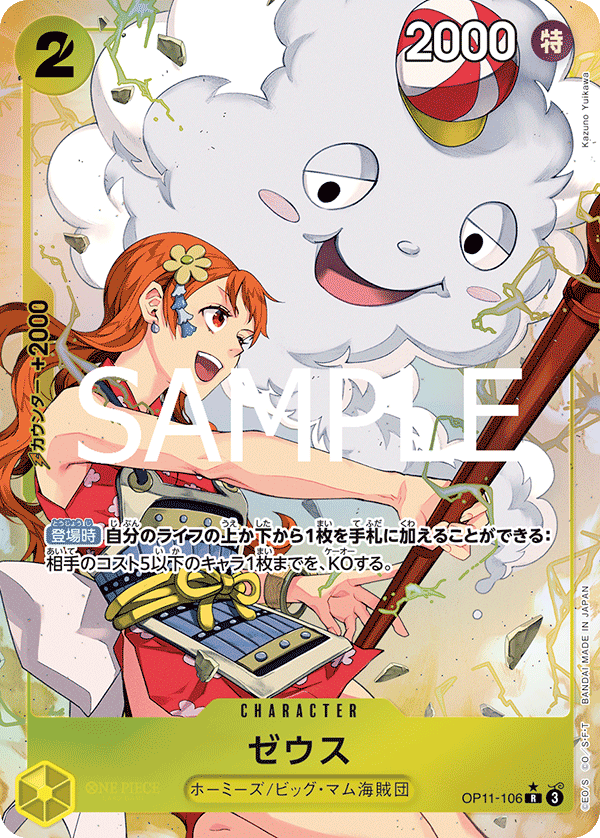 2
2000
特
Kazuno Yuikawa
カウンター +2000
SAMPLE
登場時 自分のライフの上か下から1枚を手札に加えることができる:
相手のコスト5以下のキャラ1枚までを、KOする。
©E.O/S ©O/S・F・T BANDAI MADE IN JAPAN
CHARACTER
ゼウス
ONE PIECE
ホーミーズ/ビッグ・マム海賊団
OP11-106 R 3